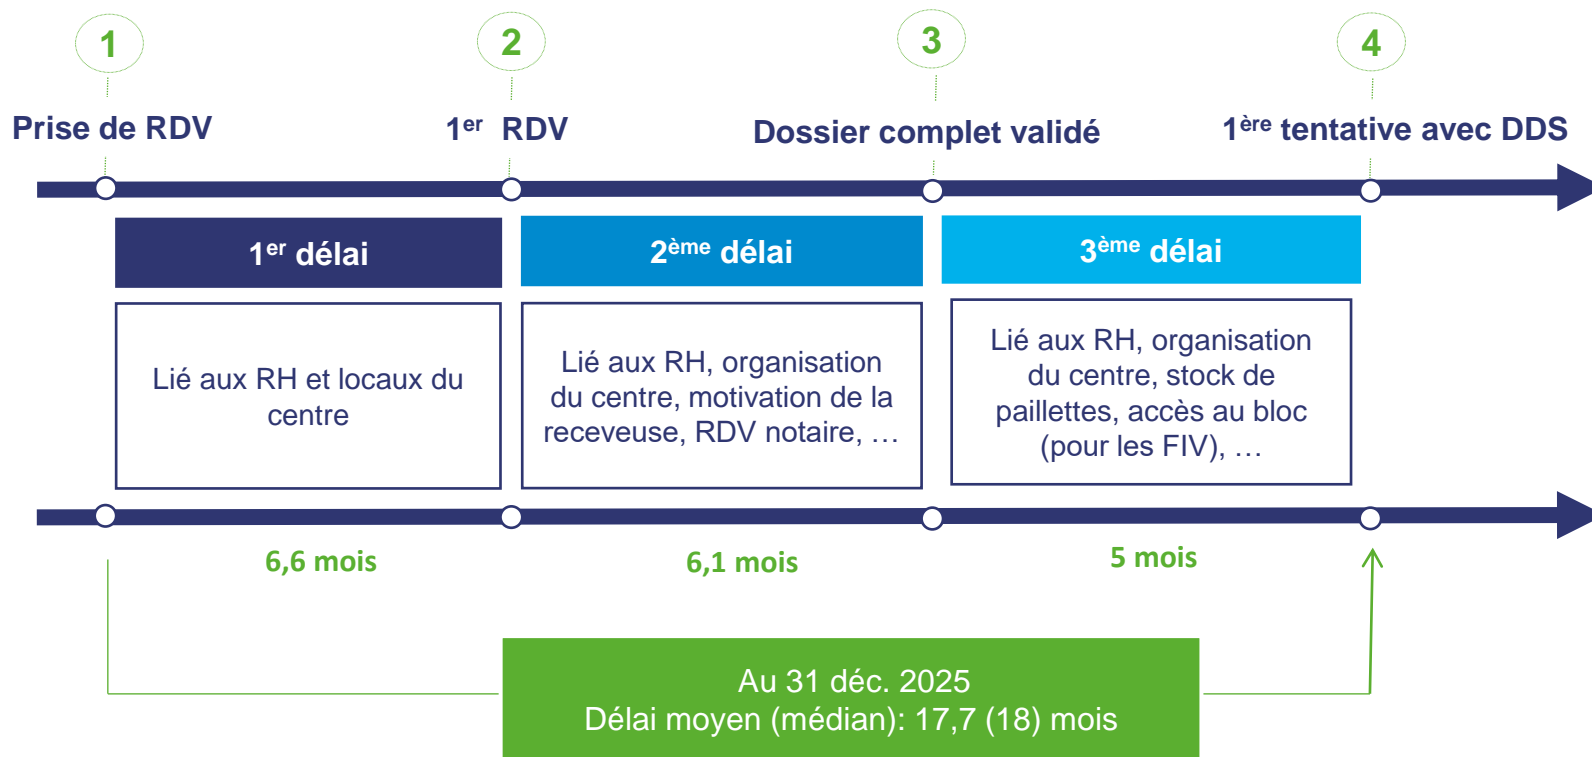 1
2
3
4
Prise de RDV
1er RDV
Dossier complet validé
1ère tentative avec DDS
1er délai
2ème délai
3ème délai
Lié aux RH et locaux du
centre
Lié aux RH, organisation
du centre, motivation de la
receveuse, RDV notaire, …
Lié aux RH, organisation
du centre, stock de
paillettes, accès au bloc
(pour les FIV), …
6,6 mois
6,1 mois
5 mois
Au 31 déc. 2025
Délai moyen (médian): 17,7 (18) mois